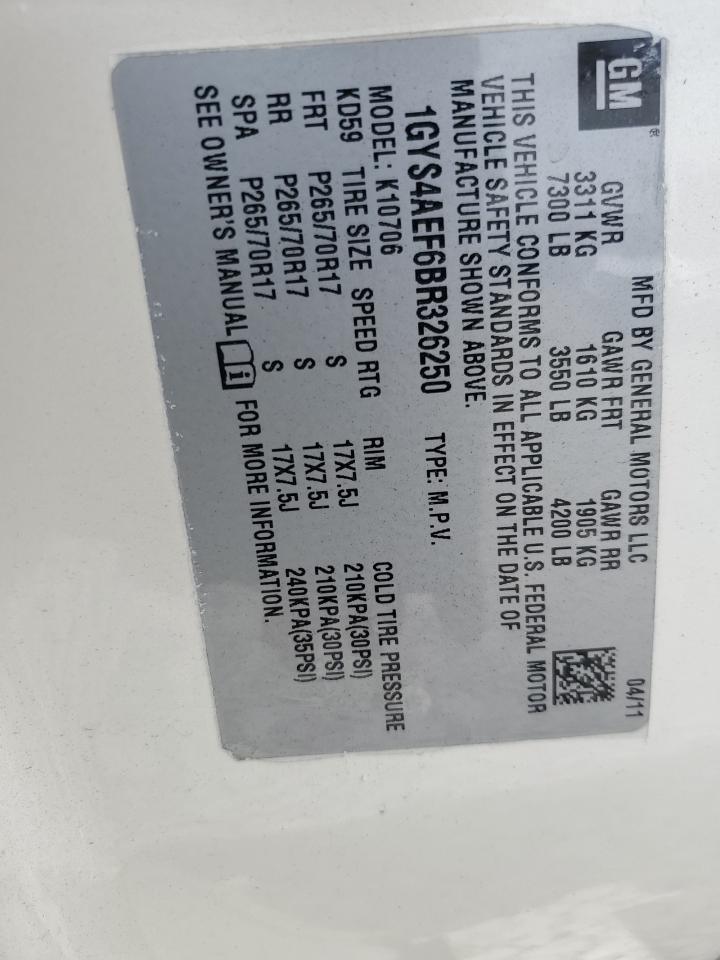 GM
MFD BY GENERAL MOTORS LLC 04/11
GVWR GAWR FRT GAWR RR
3311 KG 1610 KG 1905 KG
7300 LB 3550 LB 4200 LB
THIS VEHICLE CONFORMS TO ALL APPLICABLE U.S. FEDERAL MOTOR
VEHICLE SAFETY STANDARDS IN EFFECT ON THE DATE OF
MANUFACTURE SHOWN ABOVE.
1GYS4AEF6BR326250 TYPE: M.P.V.
MODEL: K10706
KD59 TIRE SIZE SPEED RTG RIM COLD TIRE PRESSURE
FRT P265/70R17 S 17X7.5J 210KPA(30PSI)
RR P265/70R17 S 17X7.5J 210KPA(30PSI)
SPA P265/70R17 S 17X7.5J 240KPA(35PSI)
SEE OWNER'S MANUAL i FOR MORE INFORMATION.